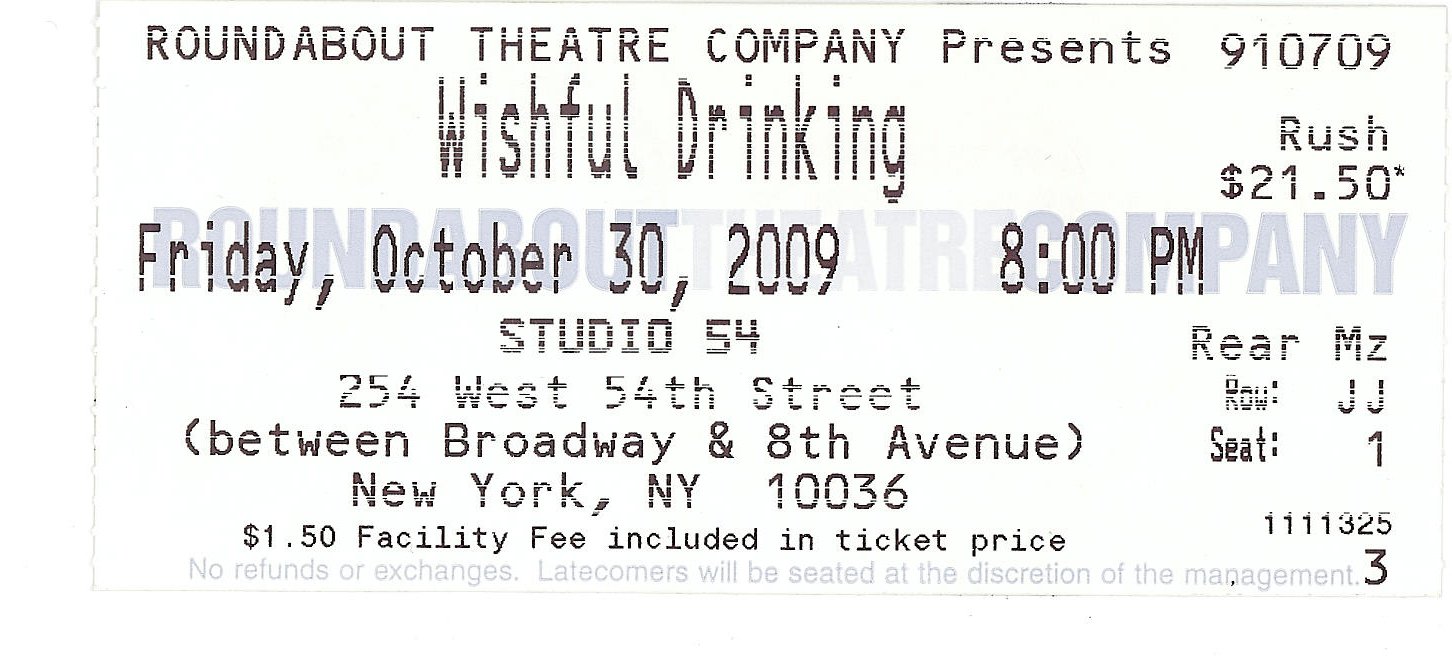 ROUNDABOUT THEATRE COMPANY Presents 910709
Wishful Drinking
Rush
$21.50*
ROUNDABOUTTHEATRECOMPANY
Friday, October 30, 2009 8:00 PM
STUDIO 54
Rear Mz
254 West 54th Street
Row: JJ
(between Broadway & 8th Avenue)
Seat: 1
New York, NY 10036
1111325
$1.50 Facility Fee included in ticket price
No refunds or exchanges. Latecomers will be seated at the discretion of the management.
3